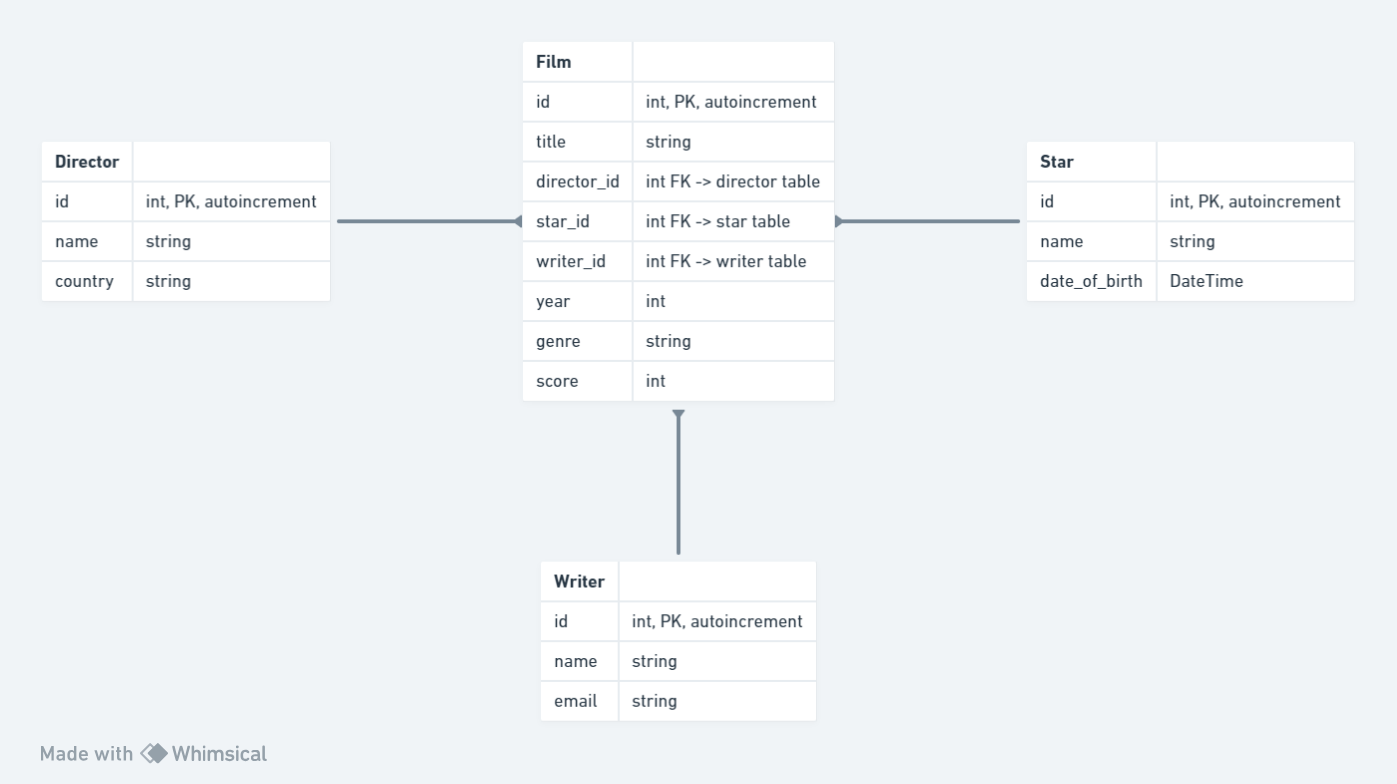 Film
id int, PK, autoincrement
title string
director_id int FK -> director table
star_id int FK -> star table
writer_id int FK -> writer table
year int
genre string
score int
Director
id int, PK, autoincrement
name string
country string
Star
id int, PK, autoincrement
name string
date_of_birth DateTime
Writer
id int, PK, autoincrement
name string
email string
Made with Whimsical